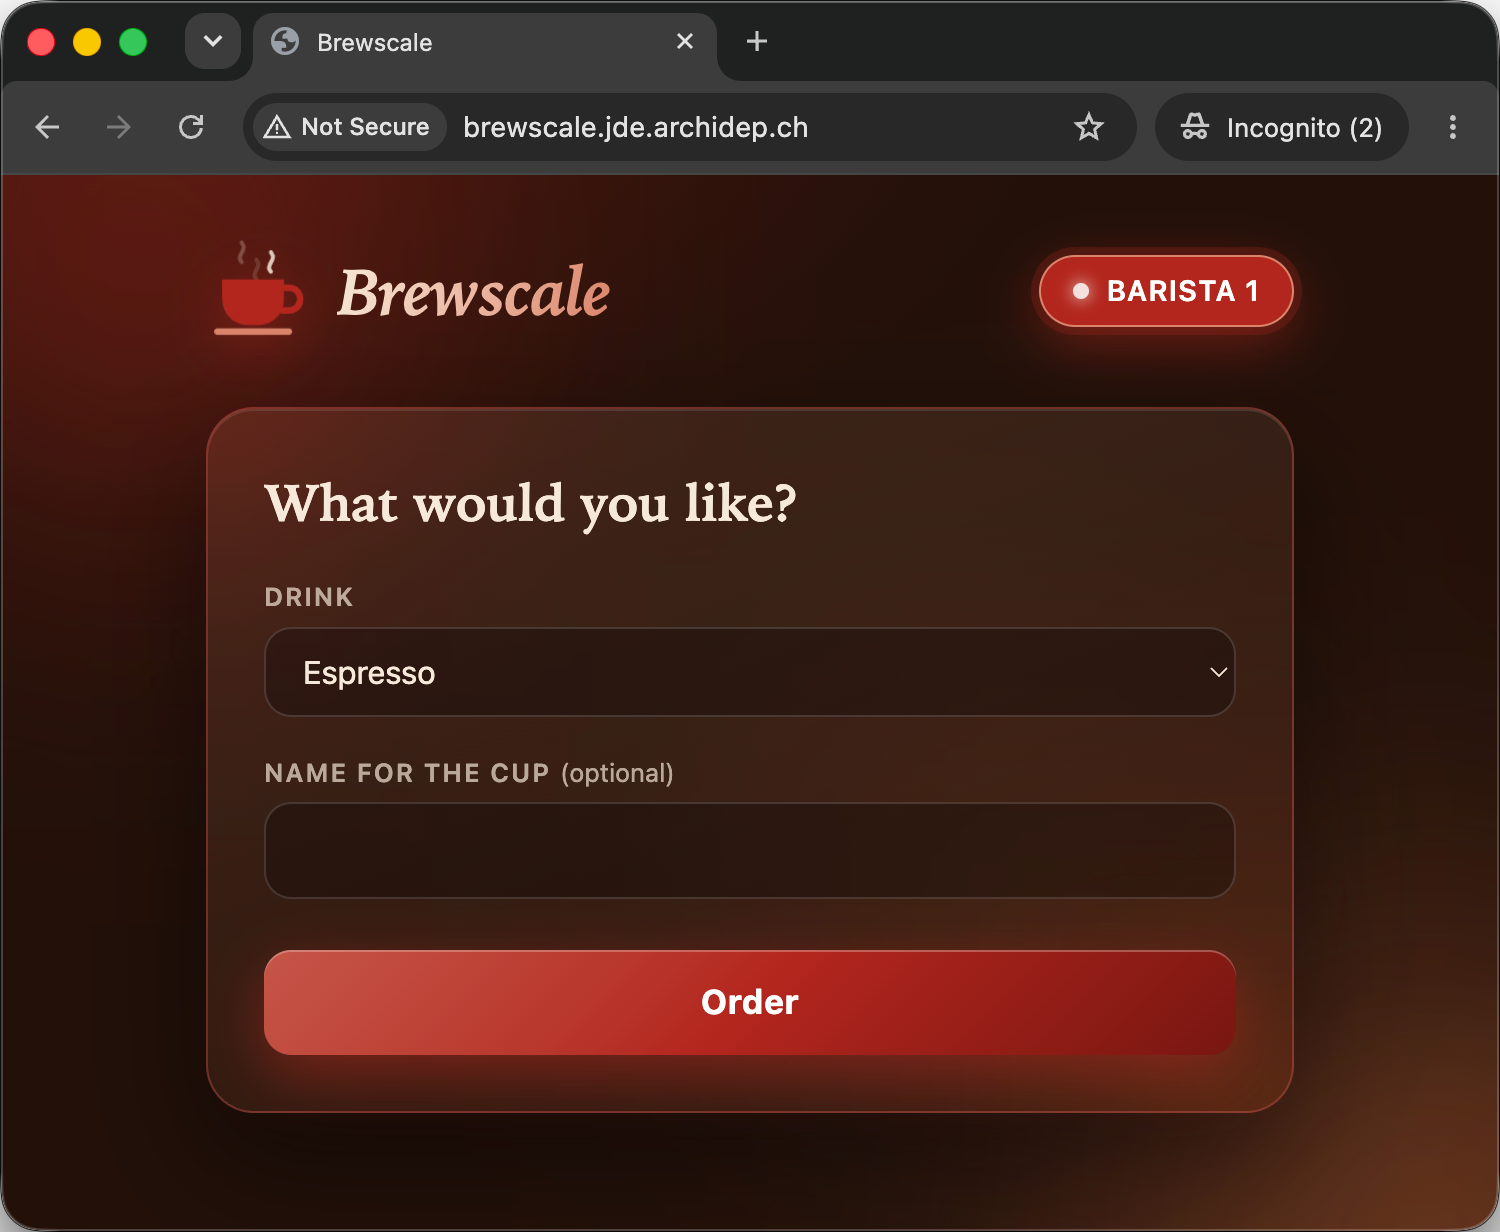 Brewscale
Not Secure
brewscale.jde.archidep.ch
Incognito (2)
Brewscale
BARISTA 1
What would you like?
DRINK
Espresso
NAME FOR THE CUP (optional)
Order